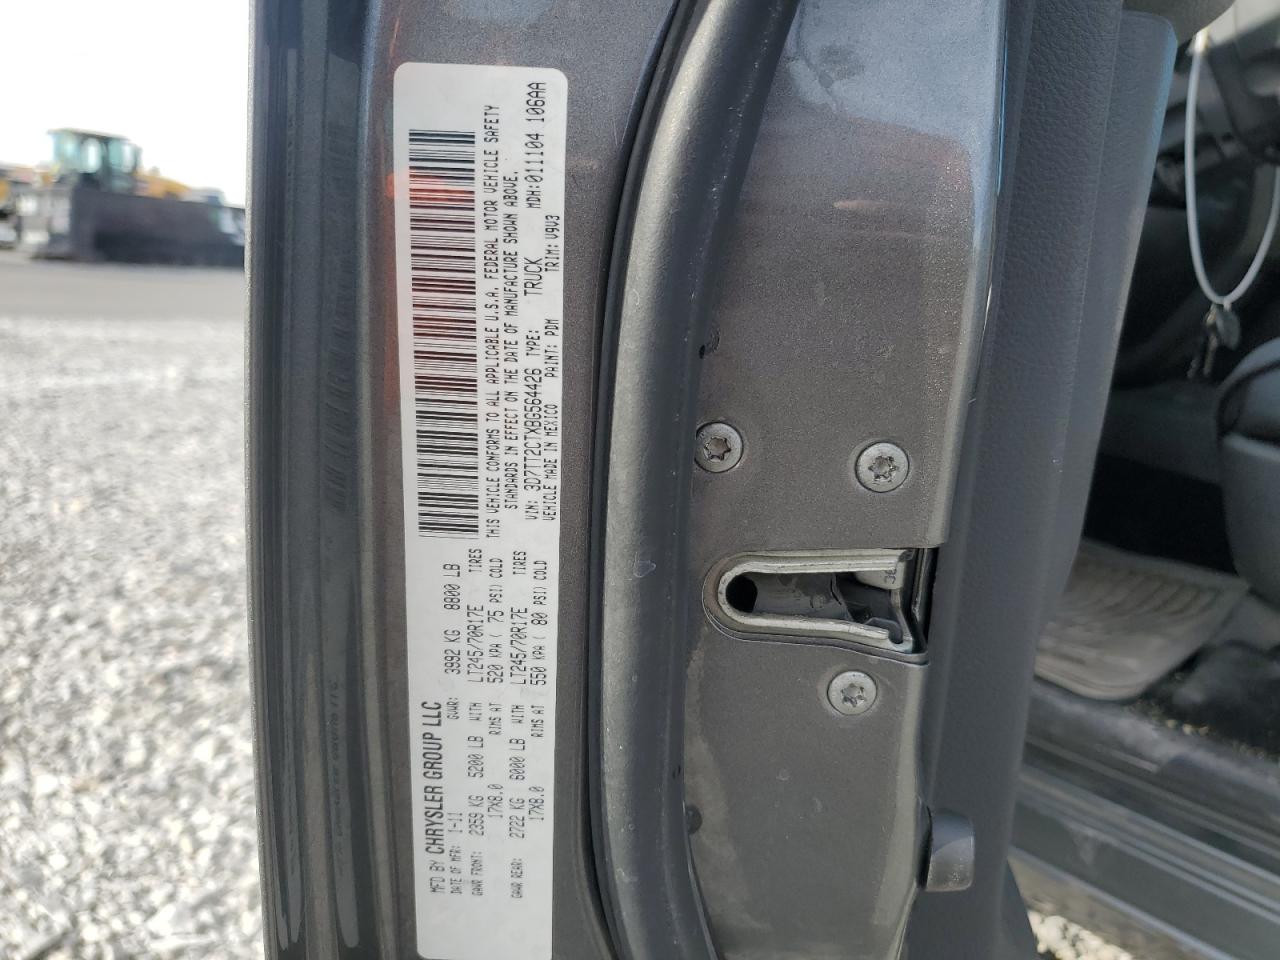 MFD BY CHRYSLER GROUP LLC
DATE OF MFR: 1-11 GVWR: 3992 KG 8800 LB
GAWR FRONT: 2359 KG 5200 LB WITH LT245/70R17E TIRES
17X8.0 RIMS AT 520 KPA( 75 PSI) COLD
GAWR REAR: 2722 KG 6000 LB WITH LT245/70R17E TIRES
17X8.0 RIMS AT 550 KPA( 80 PSI) COLD
THIS VEHICLE CONFORMS TO ALL APPLICABLE U.S.A. FEDERAL MOTOR VEHICLE SAFETY
STANDARDS IN EFFECT ON THE DATE OF MANUFACTURE SHOWN ABOVE.
VIN: 3D7TT2CTXBG564426 TYPE: TRUCK MDH:011104 106AA
VEHICLE MADE IN MEXICO PAINT: PDM TRIM: V9V3